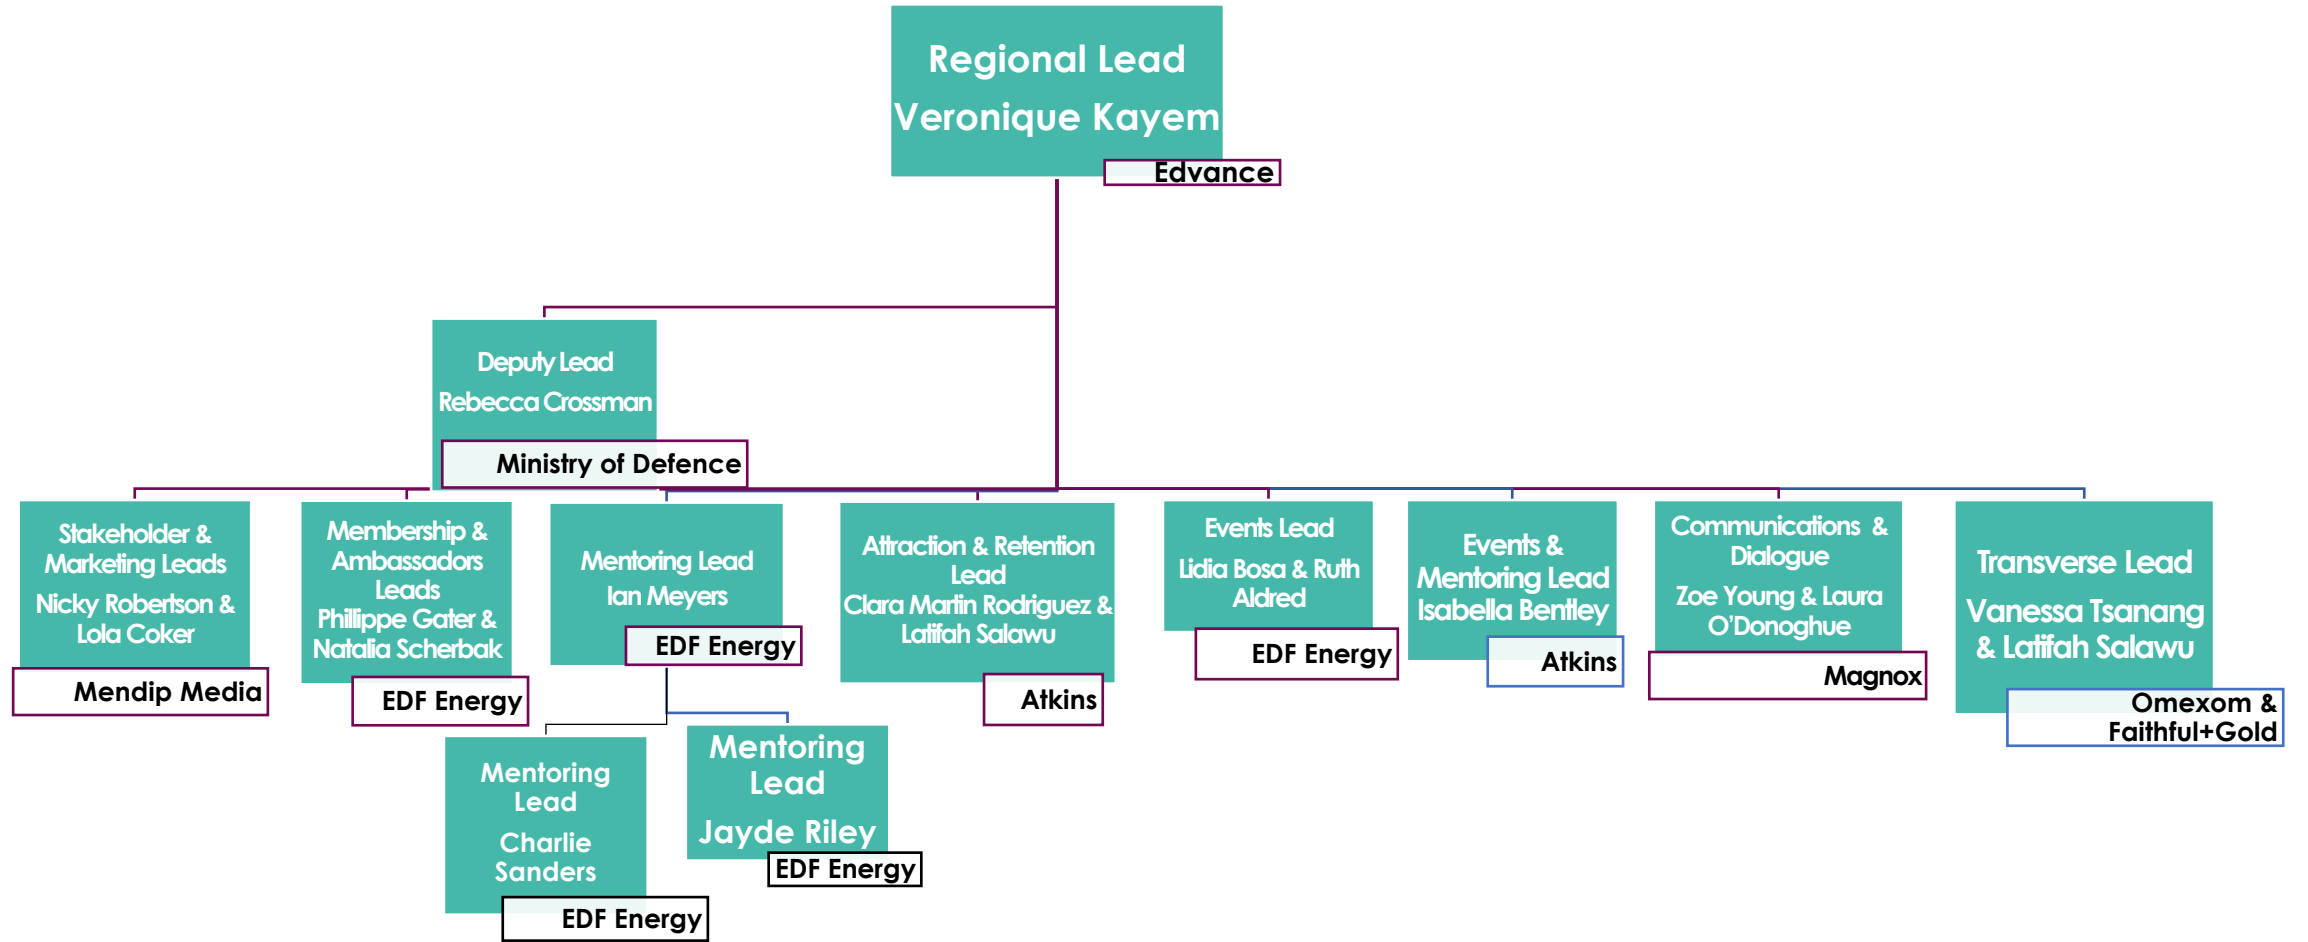 Regional Lead
Veronique Kayem
Edvance
Deputy Lead
Rebecca Crossman
Ministry of Defence
Stakeholder &
Marketing Leads
Nicky Robertson &
Lola Coker
Mendip Media
Membership &
Ambassadors
Leads
Phillippe Gater &
Natalia Scherbak
EDF Energy
Mentoring Lead
Ian Meyers
EDF Energy
Attraction & Retention
Lead
Clara Martin Rodriguez &
Latifah Salawu
Atkins
Events Lead
Lidia Bosa & Ruth
Aldred
EDF Energy
Events &
Mentoring Lead
Isabella Bentley
Atkins
Communications &
Dialogue
Zoe Young & Laura
O'Donoghue
Magnox
Transverse Lead
Vanessa Tsanang
& Latifah Salawu
Omexom &
Faithful+Gold
Mentoring
Lead
Charlie
Sanders
EDF Energy
Mentoring
Lead
Jayde Riley
EDF Energy